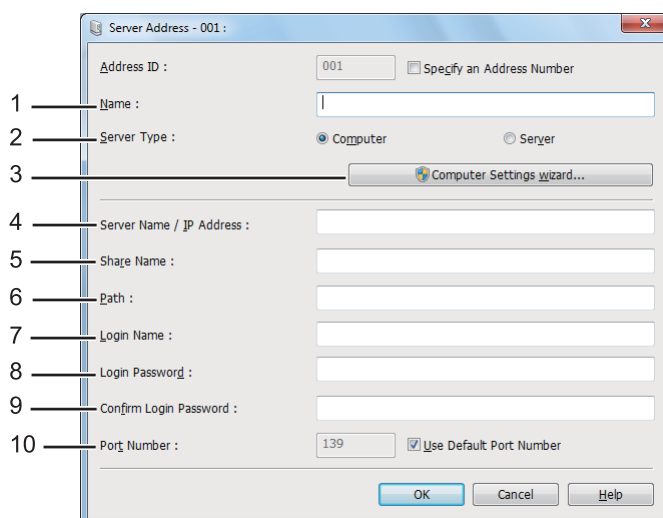 Server Address - 001 :
Address ID : 001 Specify an Address Number
1 Name :
2 Server Type : Computer Server
3 Computer Settings wizard...
4 Server Name / IP Address :
5 Share Name :
6 Path :
7 Login Name :
8 Login Password :
9 Confirm Login Password :
10 Port Number : 139 Use Default Port Number
OK Cancel Help